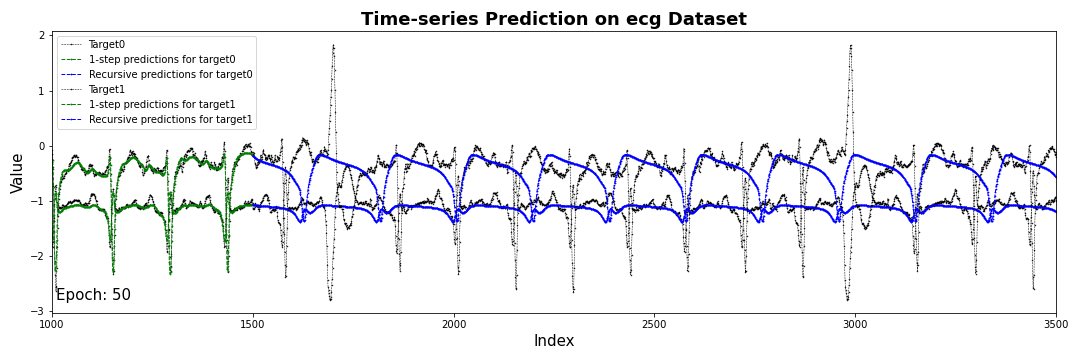 Time-series Prediction on ecg Dataset
Target0
1-step predictions for target0
Recursive predictions for target0
Target1
1-step predictions for target1
Recursive predictions for target1
Value
2
1
0
−1
−2
−3
Epoch: 50
1000 1500 2000 2500 3000 3500
Index